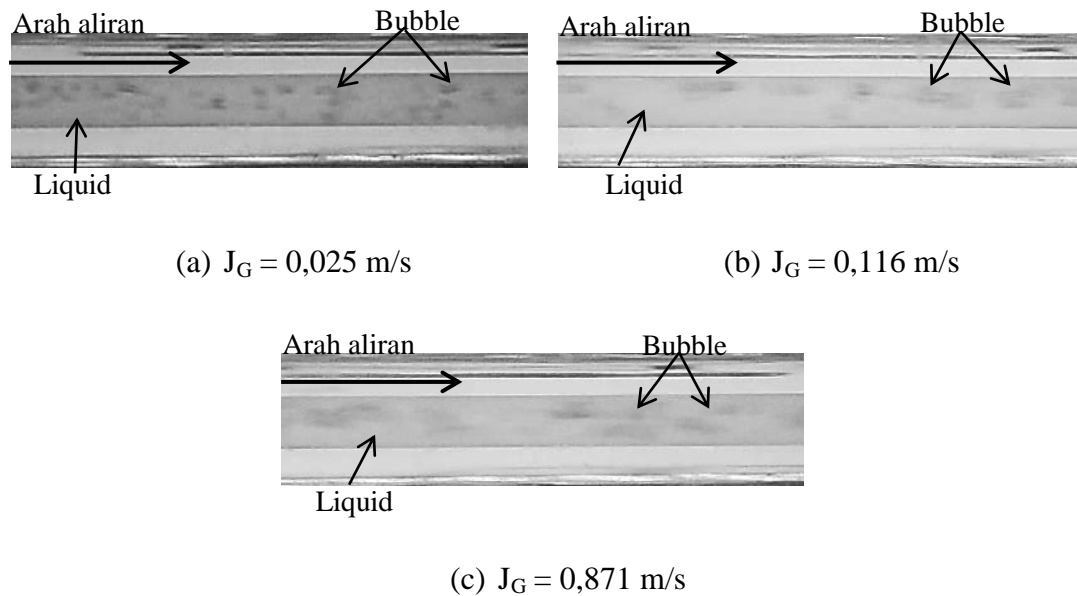 Arah aliran
Bubble
Liquid
(a) J_G = 0,025 m/s
Arah aliran
Bubble
Liquid
(b) J_G = 0,116 m/s
Arah aliran
Bubble
Liquid
(c) J_G = 0,871 m/s